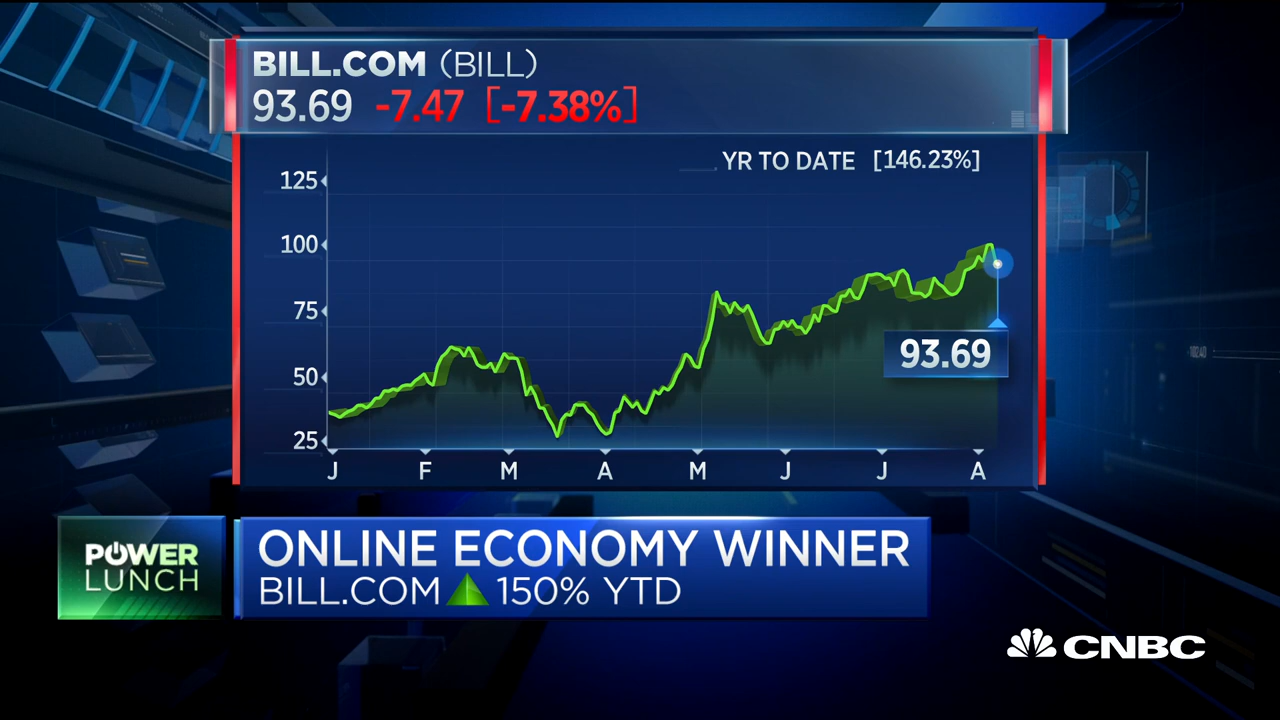 BILL.COM (BILL)
93.69 -7.47 [-7.38%]
YR TO DATE [146.23%]
125
100
75
50
25
J F M A M J J A
93.69
POWER
LUNCH
ONLINE ECONOMY WINNER
BILL.COM ▲ 150% YTD
CNBC